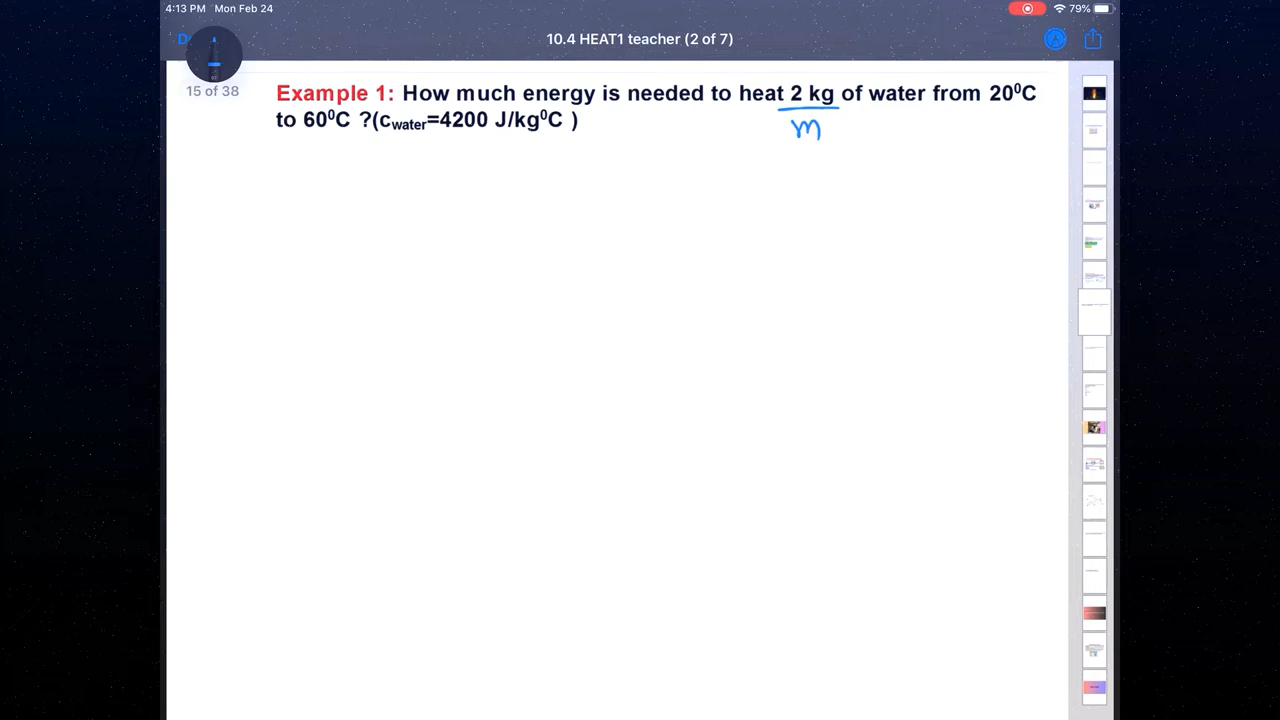 4:13 PM Mon Feb 24
79%
10.4 HEAT1 teacher (2 of 7)
15 of 38
Example 1: How much energy is needed to heat 2 kg of water from 20⁰C
to 60⁰C ?(cwater=4200 J/kg⁰C )
m